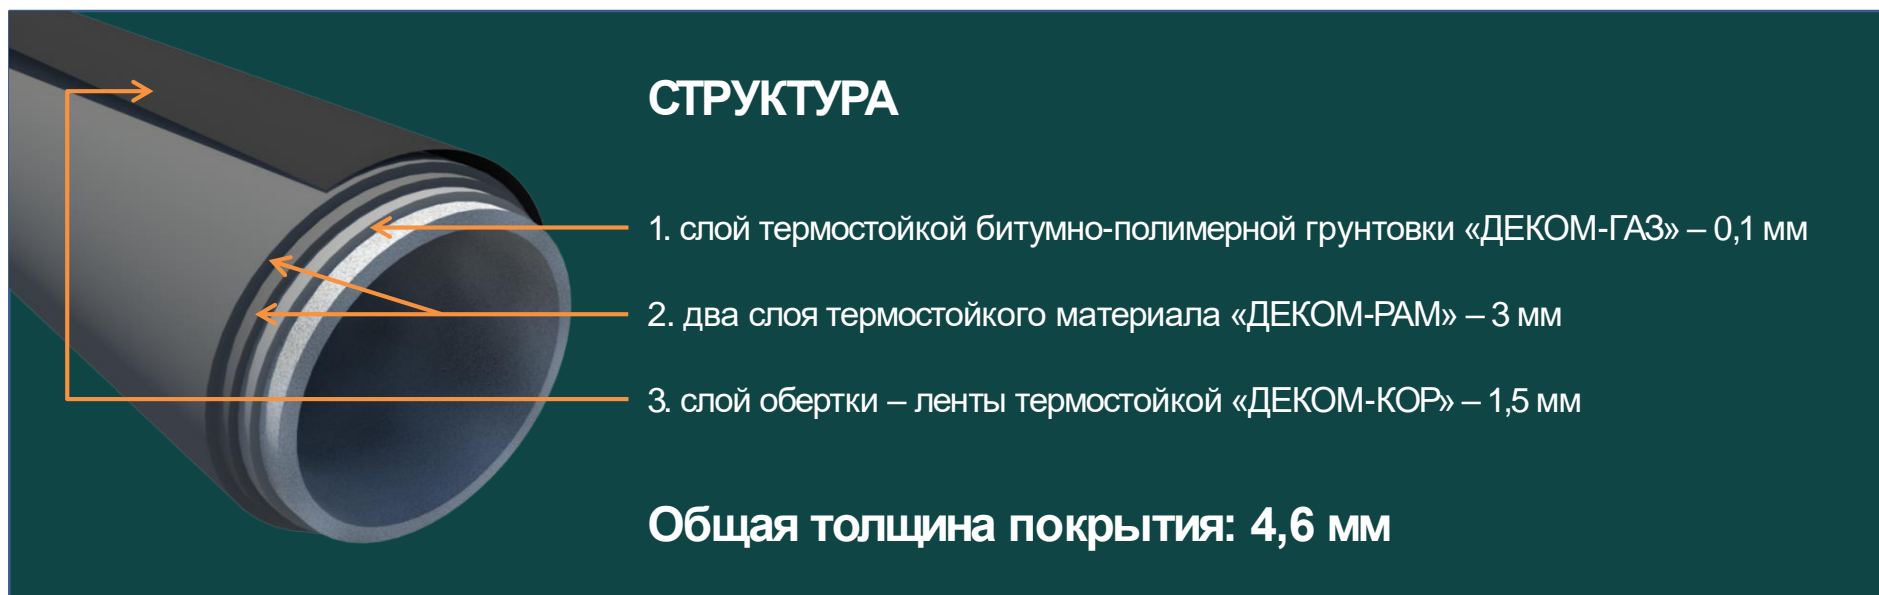 СТРУКТУРА
1. слой термостойкой битумно-полимерной грунтовки «ДЕКОМ-ГАЗ» – 0,1 мм
2. два слоя термостойкого материала «ДЕКОМ-РАМ» – 3 мм
3. слой обертки – ленты термостойкой «ДЕКОМ-КОР» – 1,5 мм
Общая толщина покрытия: 4,6 мм